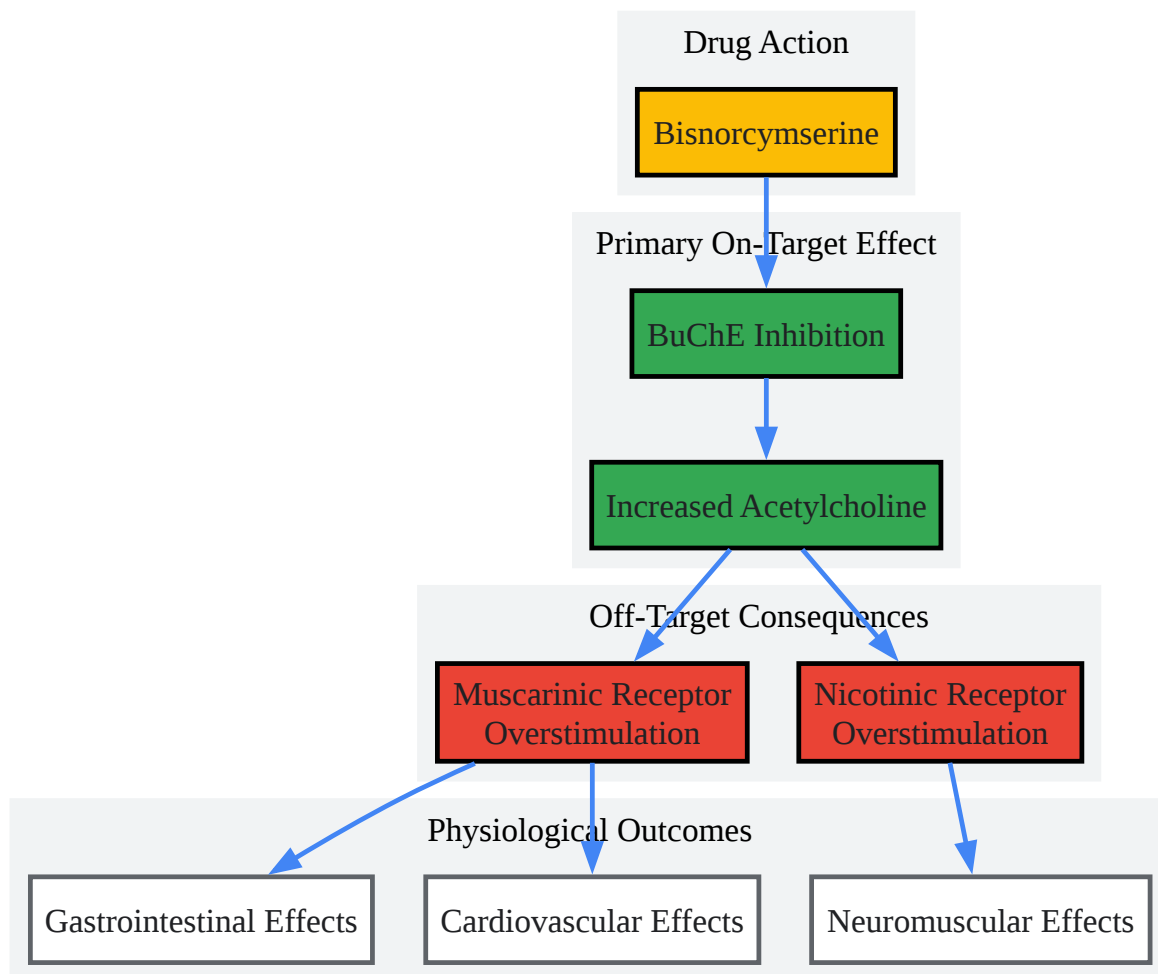 Drug Action
Bisnorcymserine
Primary On-Target Effect
BuChE Inhibition
Increased Acetylcholine
Off-Target Consequences
Muscarinic Receptor
Overstimulation
Nicotinic Receptor
Overstimulation
Physiological Outcomes
Gastrointestinal Effects
Cardiovascular Effects
Neuromuscular Effects